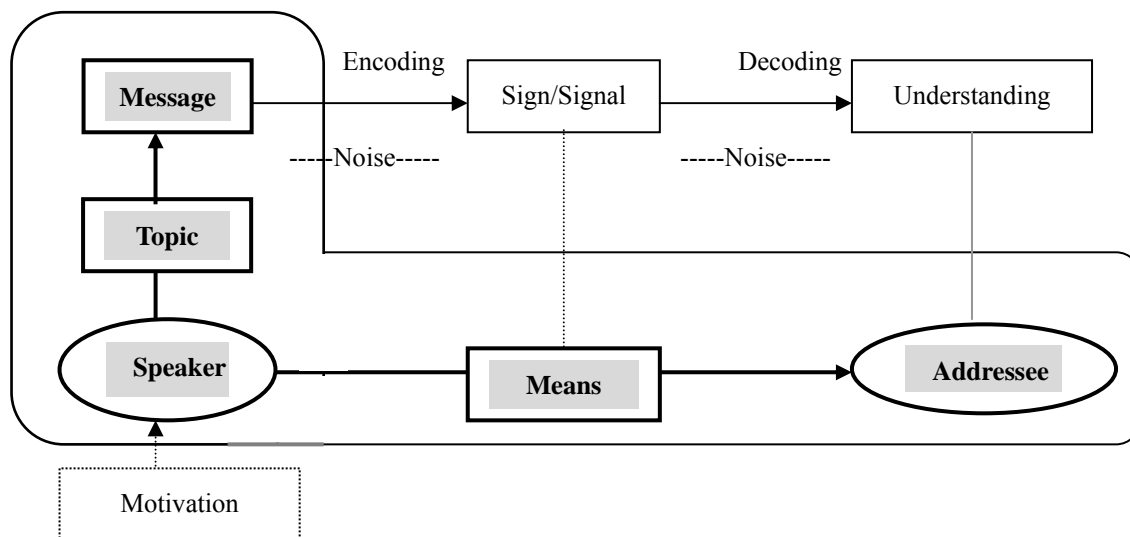 Encoding
Decoding
Message
Sign/Signal
Understanding
-----Noise-----
-----Noise-----
Topic
Speaker
Means
Addressee
Motivation